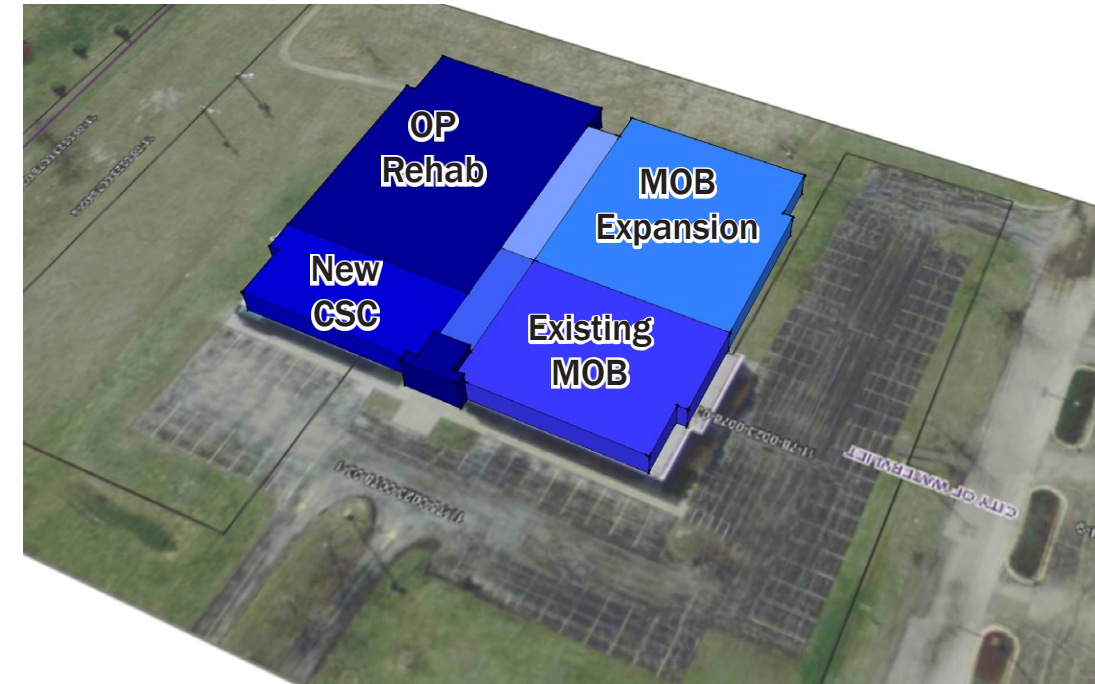 OP
Rehab
MOB
Expansion
New
CSC
Existing
MOB
CITY OF WATERVLIET